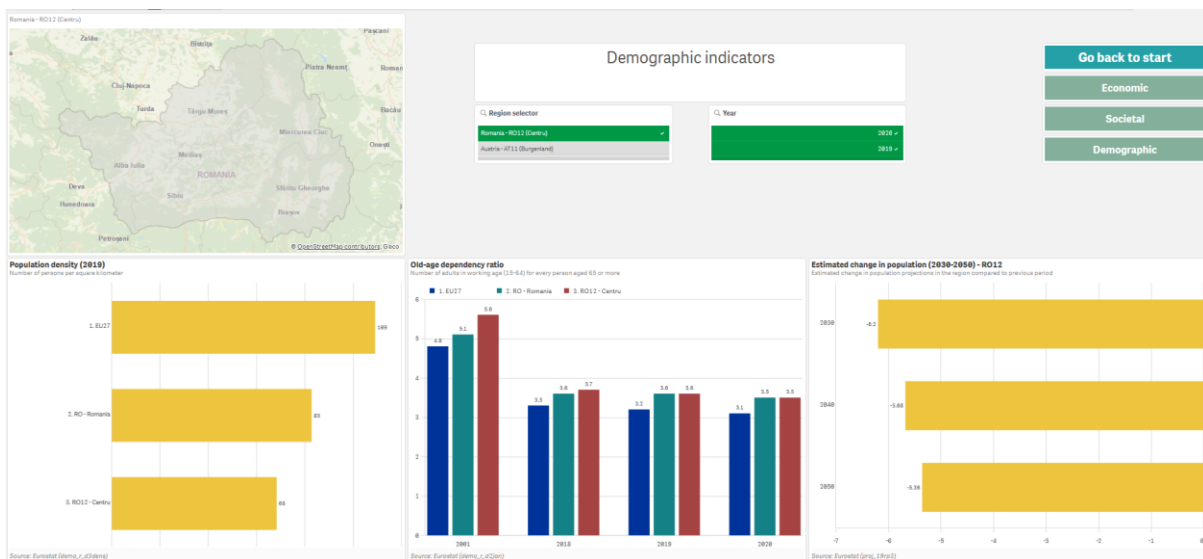 Romania - RO12 (Centru)
Zalău
Bistrița
Pașcani
Piatra Neamț
Roman
Cluj-Napoca
Turda
Târgu Mureș
Bacău
Miercurea Ciuc
Onești
Alba Iulia
Mediaș
ROMANIA
Deva
Sibiu
Sfântu Gheorghe
Hunedoara
Brașov
Petroșani
© OpenStreetMap contributors, Gisco
Demographic indicators
Region selector
Romania - RO12 (Centru)
Austria - AT11 (Burgenland)
Year
2020
2019
Go back to start
Economic
Societal
Demographic
Population density (2019)
Number of persons per square kilometer
1. EU27
109
2. RO - Romania
83
3. RO12 - Centru
Source: Eurostat (demo_r_d3dens)
Old-age dependency ratio
Number of adults in working age (15-64) for every person aged 65 or more
1. EU27 2. RO - Romania 3. RO12 - Centru
6
5
4
3
2
1
0
4.8 5.1 5.6
3.3 3.6 3.7
3.2 3.6 3.6
3.1 3.5 3.5
2001 2018 2019 2020
Source: Eurostat (demo_r_d2jan)
Estimated change in population (2030-2050) - RO12
Estimated change in population projections in the region compared to previous period
2030
-6.2
2040
2050
-7 -6 -5 -4 -3 -2 -1
Source: Eurostat (proj_19rp3)